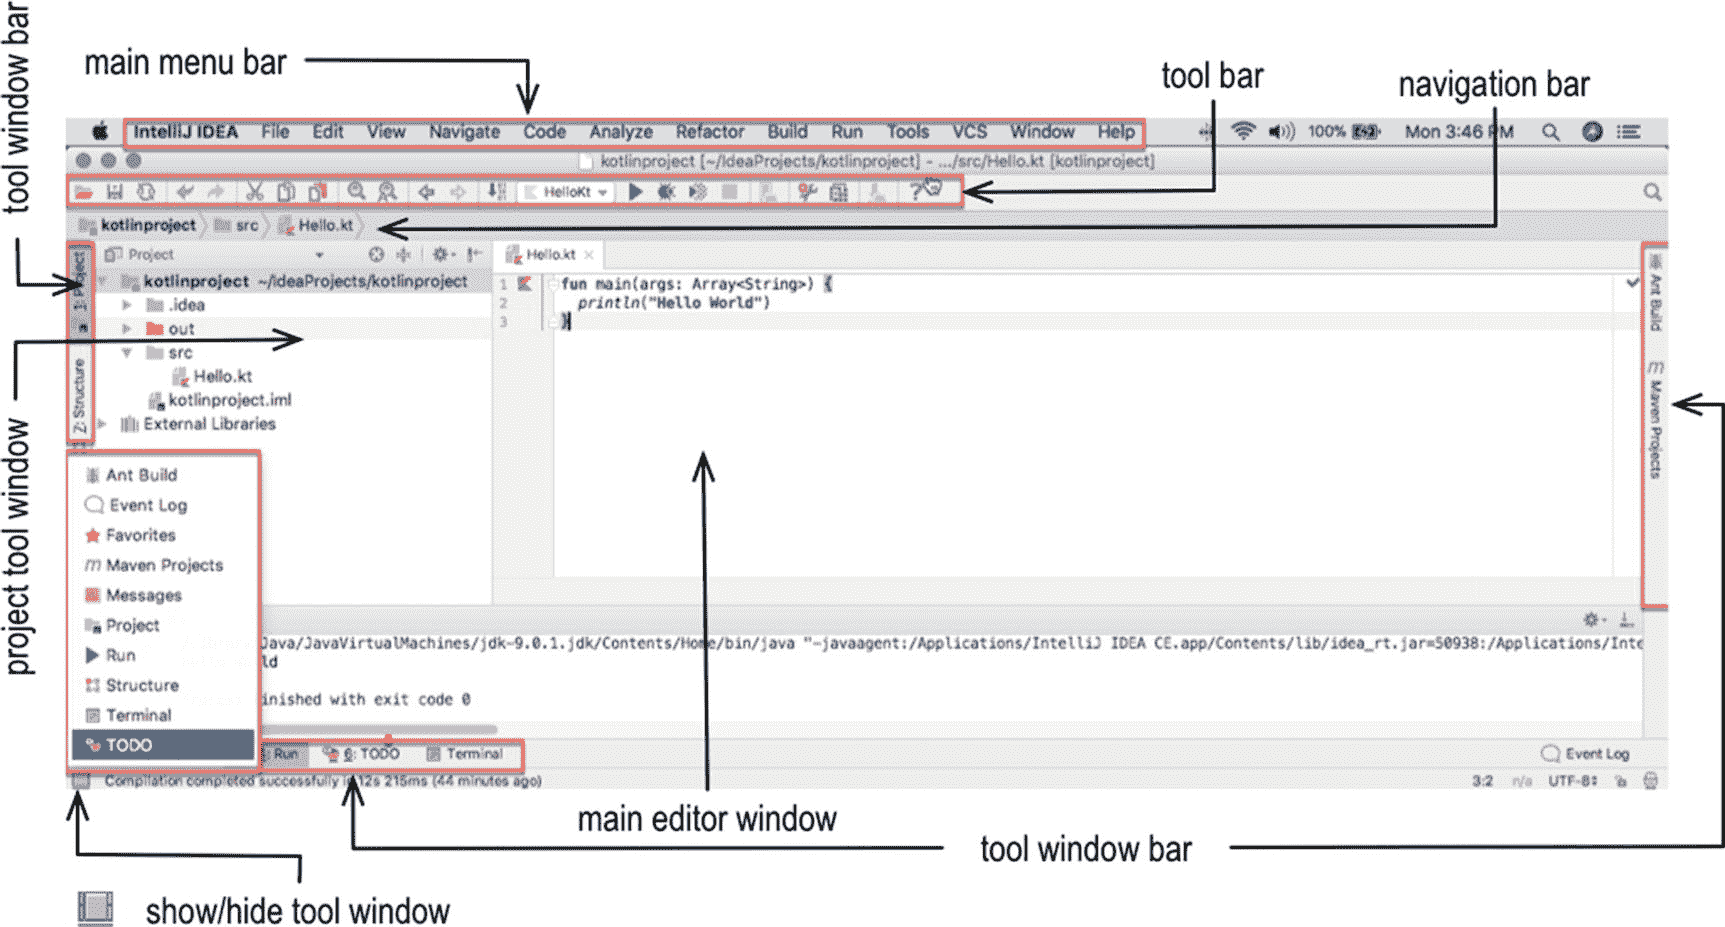 tool window bar
main menu bar
tool bar
navigation bar
IntelliJ IDEA File Edit View Navigate Code Analyze Refactor Build Run Tools VCS Window Help 100% Mon 3:46 PM
kotlinproject [~/IdeaProjects/kotlinproject] - .../src/Hello.kt [kotlinproject]
HelloKt
kotlinproject src Hello.kt
1: Project
Z: Structure
Project
kotlinproject ~/IdeaProjects/kotlinproject
.idea
out
src
Hello.kt
kotlinproject.iml
External Libraries
Hello.kt
1 fun main(args: Array<String>) {
2 println("Hello World")
3 }
Ant Build
Maven Projects
project tool window
Ant Build
Event Log
Favorites
Maven Projects
Messages
Project
Run
Structure
Terminal
TODO
Java/JavaVirtualMachines/jdk-9.0.1.jdk/Contents/Home/bin/java "-javaagent:/Applications/IntelliJ IDEA CE.app/Contents/lib/idea_rt.jar=50938:/Applications/Inte
ld
inished with exit code 0
Run 6: TODO Terminal Event Log
Compilation completed successfully in 12s 215ms (44 minutes ago) 3:2 n/a UTF-8
main editor window
tool window bar
show/hide tool window